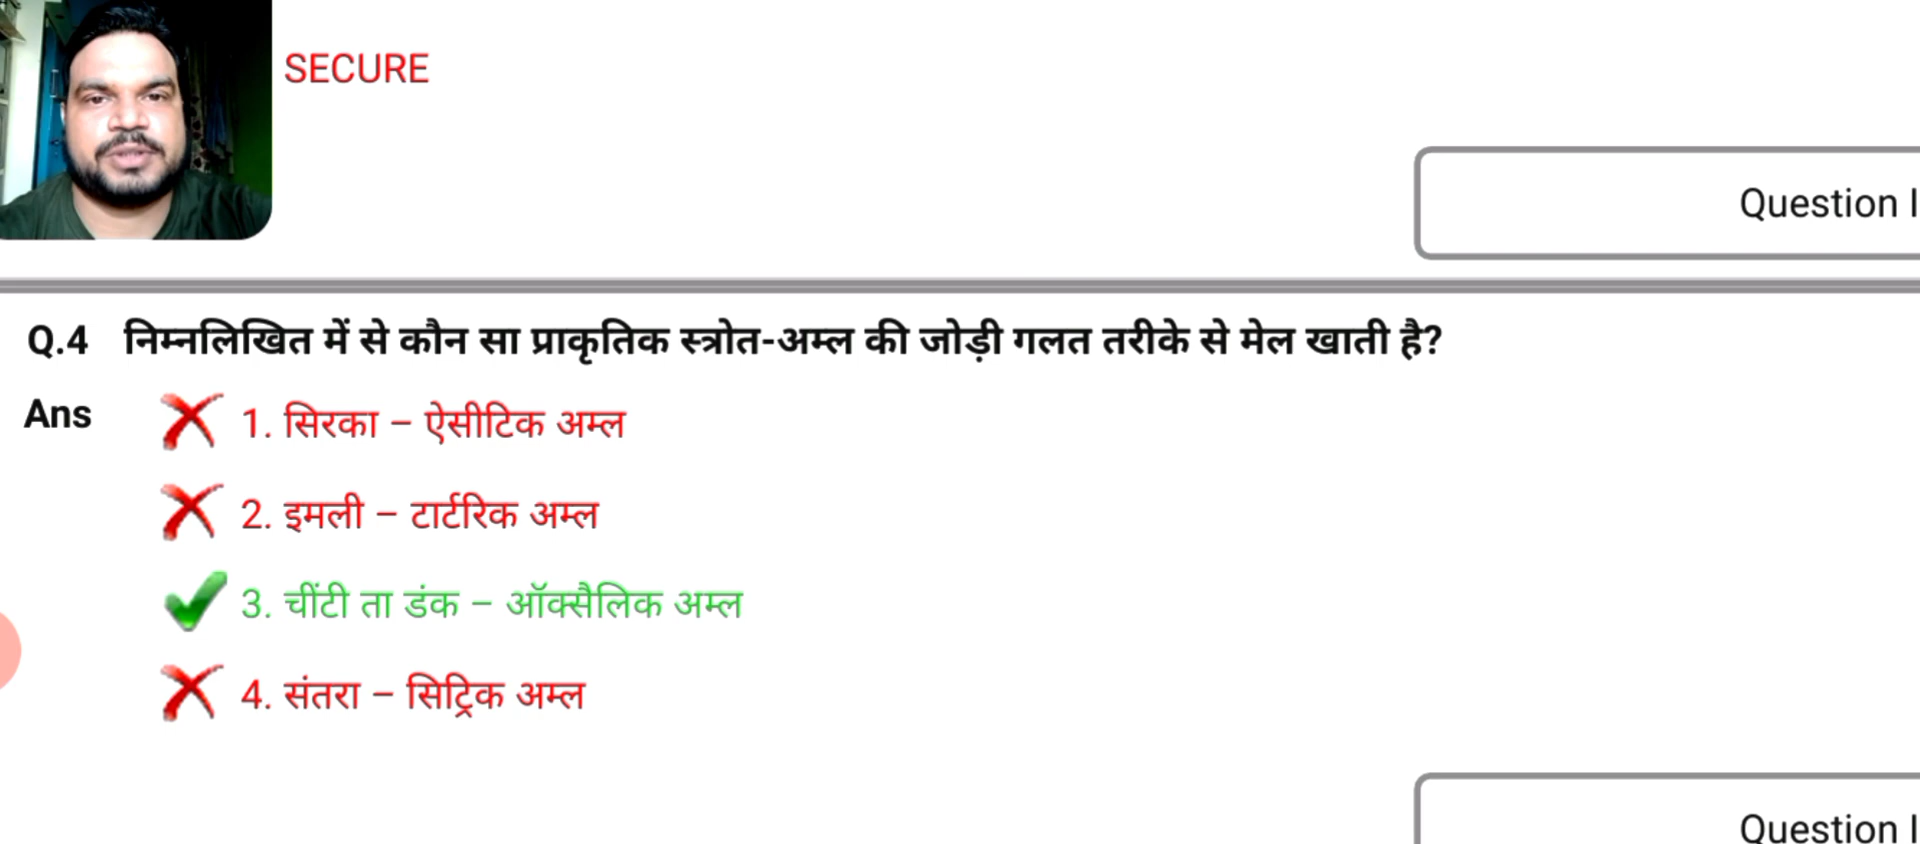 SECURE
Question I
Q.4 निम्नलिखित में से कौन सा प्राकृतिक स्त्रोत-अम्ल की जोड़ी गलत तरीके से मेल खाती है?
Ans 1. सिरका – ऐसीटिक अम्ल
2. इमली – टार्टरिक अम्ल
3. चींटी ता डंक – ऑक्सैलिक अम्ल
4. संतरा – सिट्रिक अम्ल
Question I